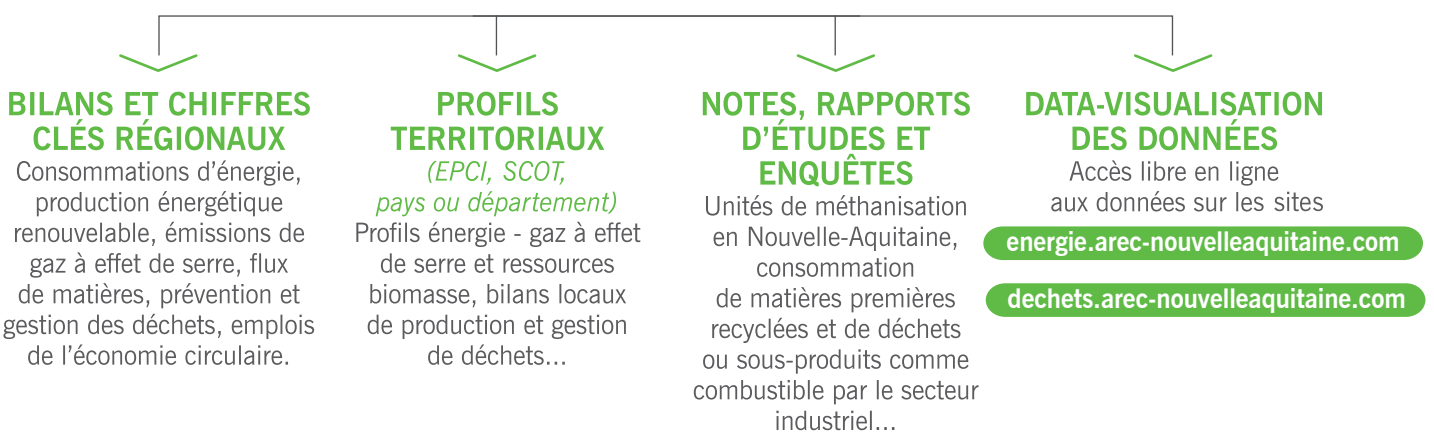 BILANS ET CHIFFRES
CLÉS RÉGIONAUX
Consommations d’énergie,
production énergétique
renouvelable, émissions de
gaz à effet de serre, flux
de matières, prévention et
gestion des déchets, emplois
de l’économie circulaire.
PROFILS
TERRITORIAUX
(EPCI, SCOT,
pays ou département)
Profils énergie - gaz à effet
de serre et ressources
biomasse, bilans locaux
de production et gestion
de déchets...
NOTES, RAPPORTS
D’ÉTUDES ET
ENQUÊTES
Unités de méthanisation
en Nouvelle-Aquitaine,
consommation
de matières premières
recyclées et de déchets
ou sous-produits comme
combustible par le secteur
industriel...
DATA-VISUALISATION
DES DONNÉES
Accès libre en ligne
aux données sur les sites
energie.arec-nouvelleaquitaine.com
dechets.arec-nouvelleaquitaine.com